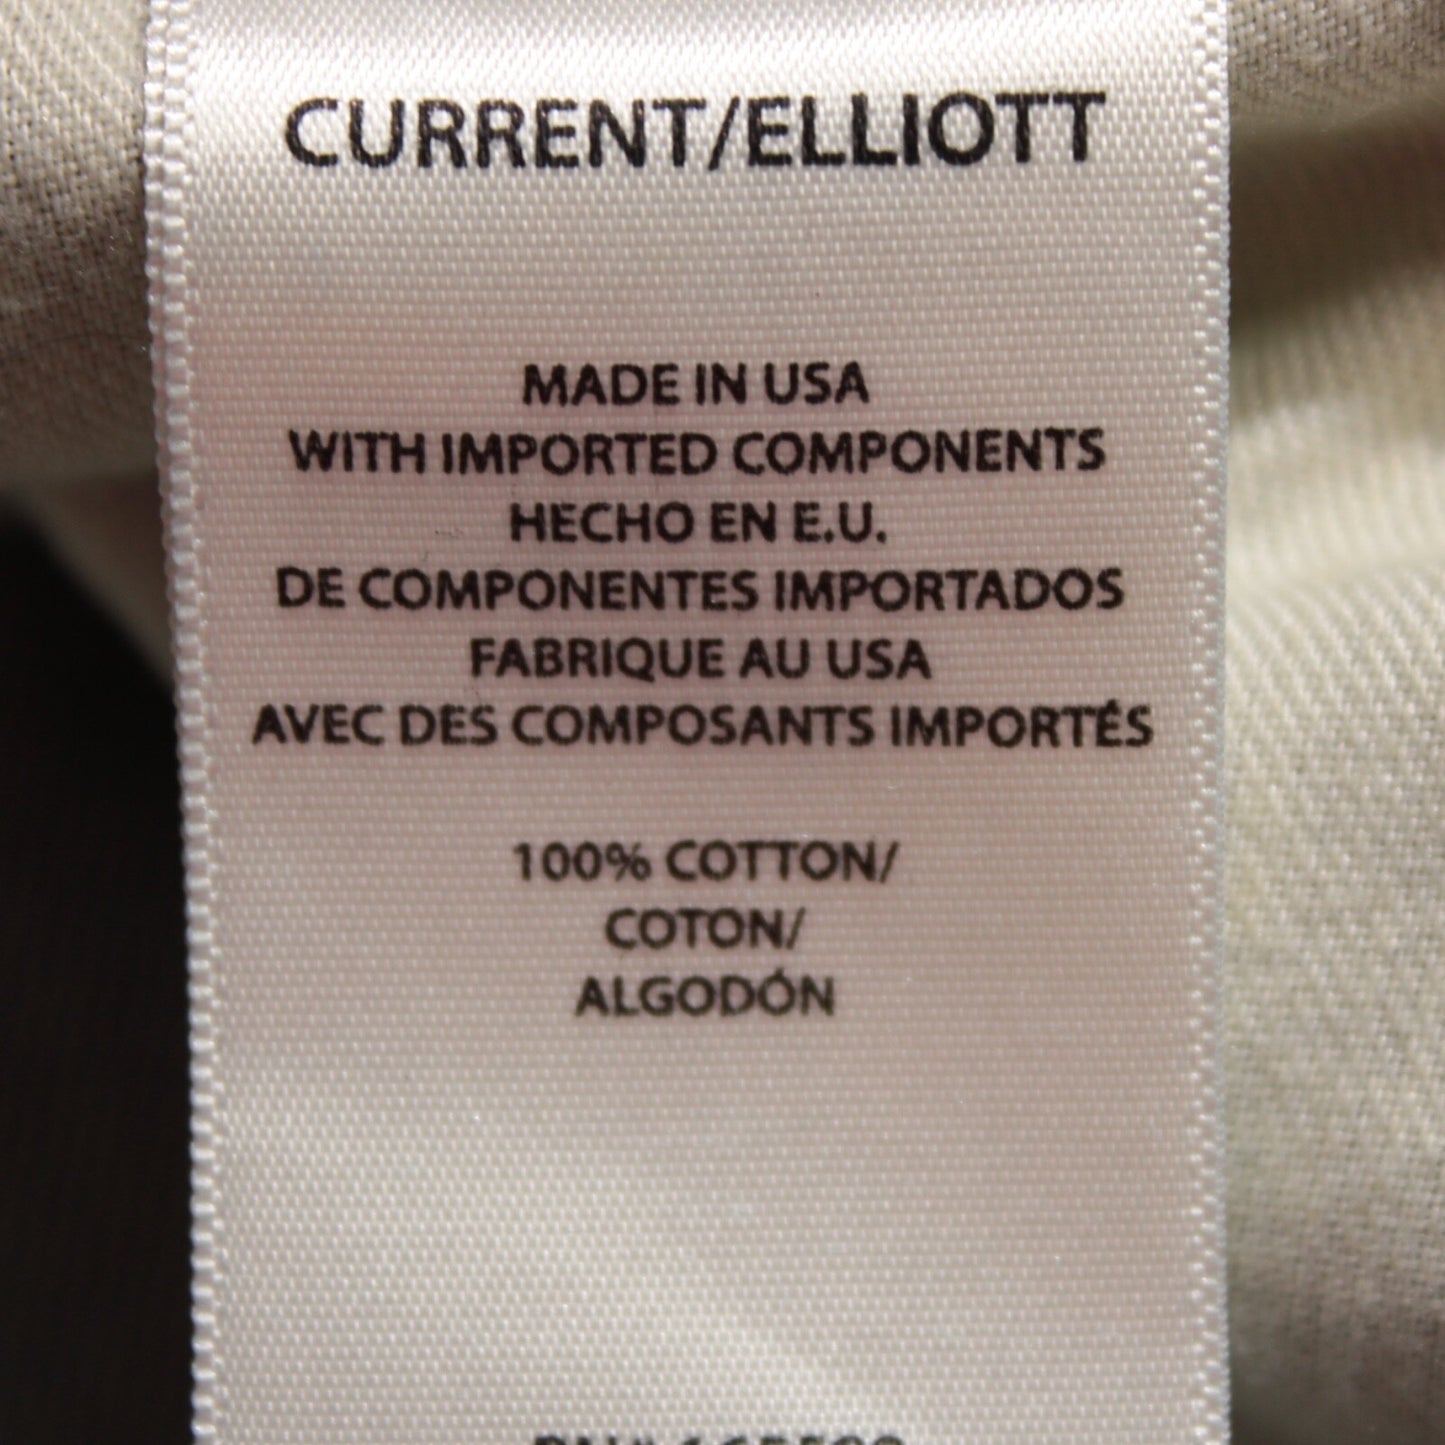 CURRENT/ELLIOTT
MADE IN USA
WITH IMPORTED COMPONENTS
HECHO EN E.U.
DE COMPONENTES IMPORTADOS
FABRIQUE AU USA
AVEC DES COMPOSANTS IMPORTÉS
100% COTTON/
COTON/
ALGODÓN